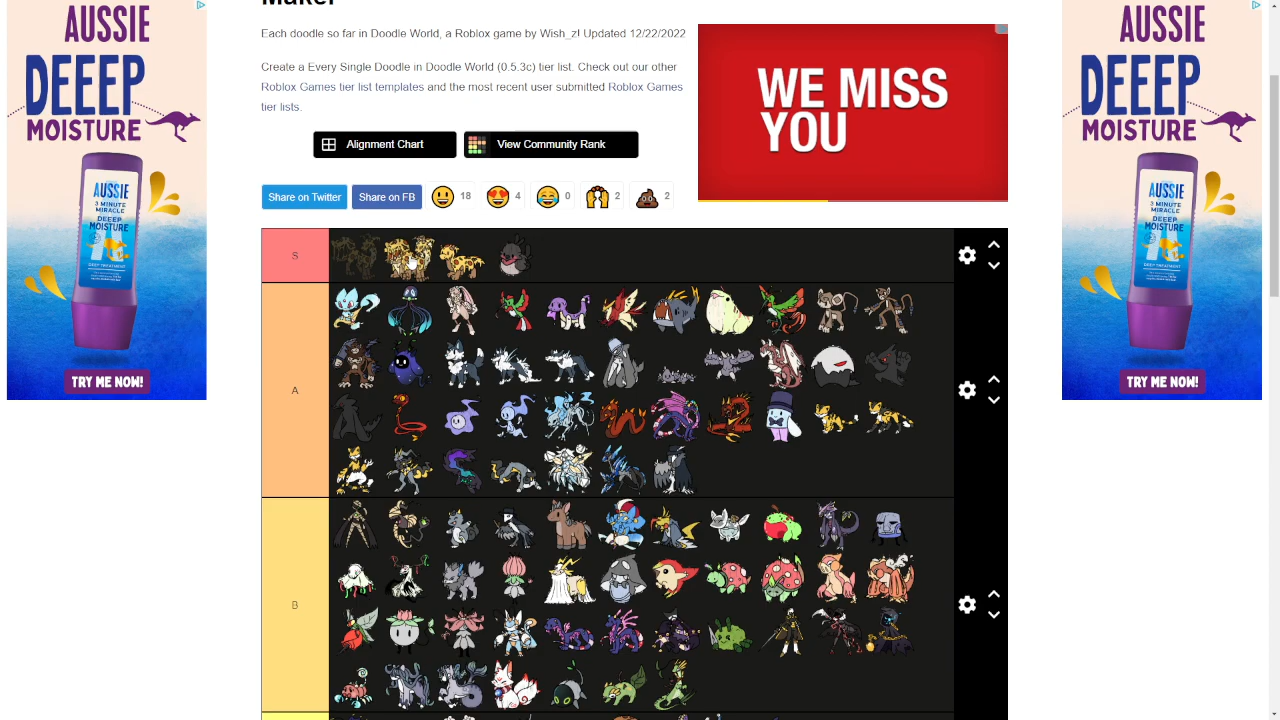 Maker
Each doodle so far in Doodle World, a Roblox game by Wish_z! Updated 12/22/2022
Create a Every Single Doodle in Doodle World (0.5.3c) tier list. Check out our other
Roblox Games tier list templates and the most recent user submitted Roblox Games
tier lists.
Alignment Chart
View Community Rank
Share on Twitter
Share on FB
18
4
0
2
2
WE MISS
YOU
S
A
B
AUSSIE
DEEEP
MOISTURE
AUSSIE
3 MINUTE
MIRACLE
DEEEP
MOISTURE
TRY ME NOW!
AUSSIE
DEEEP
MOISTURE
AUSSIE
3 MINUTE
MIRACLE
DEEEP
MOISTURE
TRY ME NOW!